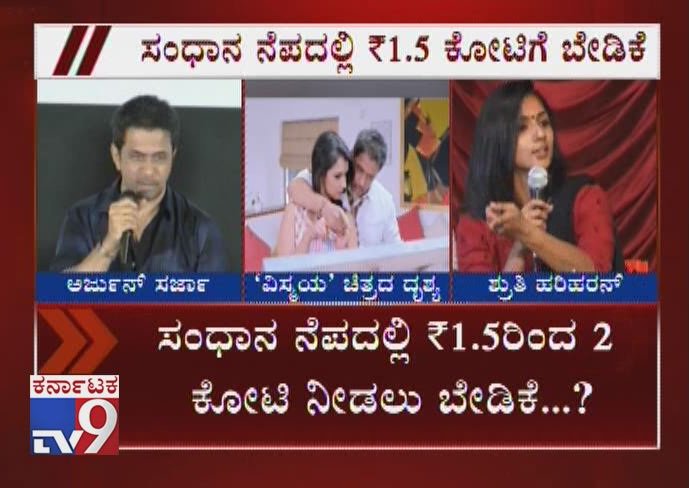 ಸಂಧಾನ ನೆಪದಲ್ಲಿ ₹1.5 ಕೋಟಿಗೆ ಬೇಡಿಕೆ
ಅರ್ಜುನ್ ಸರ್ಜಾ
‘ವಿಸ್ಮಯ’ ಚಿತ್ರದ ದೃಶ್ಯ
ಶ್ರುತಿ ಹರಿಹರನ್
ಸಂಧಾನ ನೆಪದಲ್ಲಿ ₹1.5ರಿಂದ 2
ಕೋಟಿ ನೀಡಲು ಬೇಡಿಕೆ...?
ಕರ್ನಾಟಕ
TV9